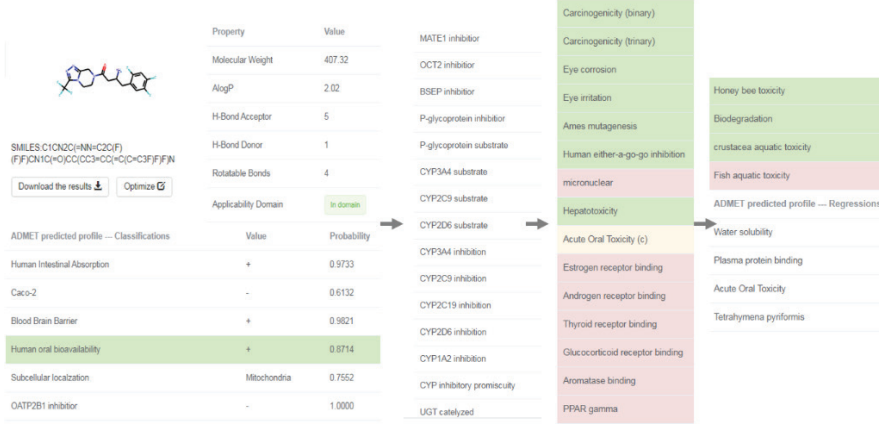 SMILES:C1CN2C(=NN=C2C(F)
(F)F)CN1C(=O)CC(CC3=CC(=C(C=C3F)F)F)N
Download the results
Optimize
Property Value
Molecular Weight 407.32
AlogP 2.02
H-Bond Acceptor 5
H-Bond Donor 1
Rotatable Bonds 4
Applicability Domain In domain
ADMET predicted profile — Classifications Value Probability
Human Intestinal Absorption + 0.9733
Caco-2 - 0.6132
Blood Brain Barrier + 0.9821
Human oral bioavailability + 0.8714
Subcellular localzation Mitochondria 0.7552
OATP2B1 inhibitior - 1.0000
MATE1 inhibitior
OCT2 inhibitior
BSEP inhibitior
P-glycoprotein inhibitior
P-glycoprotein substrate
CYP3A4 substrate
CYP2C9 substrate
CYP2D6 substrate
CYP3A4 inhibition
CYP2C9 inhibition
CYP2C19 inhibition
CYP2D6 inhibition
CYP1A2 inhibition
CYP inhibitory promiscuity
UGT catelyzed
Carcinogenicity (binary)
Carcinogenicity (trinary)
Eye corrosion
Eye irritation
Ames mutagenesis
Human either-a-go-go inhibition
micronuclear
Hepatotoxicity
Acute Oral Toxicity (c)
Estrogen receptor binding
Androgen receptor binding
Thyroid receptor binding
Glucocorticoid receptor binding
Aromatase binding
PPAR gamma
Honey bee toxicity
Biodegradation
crustacea aquatic toxicity
Fish aquatic toxicity
ADMET predicted profile — Regressions
Water solubility
Plasma protein binding
Acute Oral Toxicity
Tetrahymena pyriformis